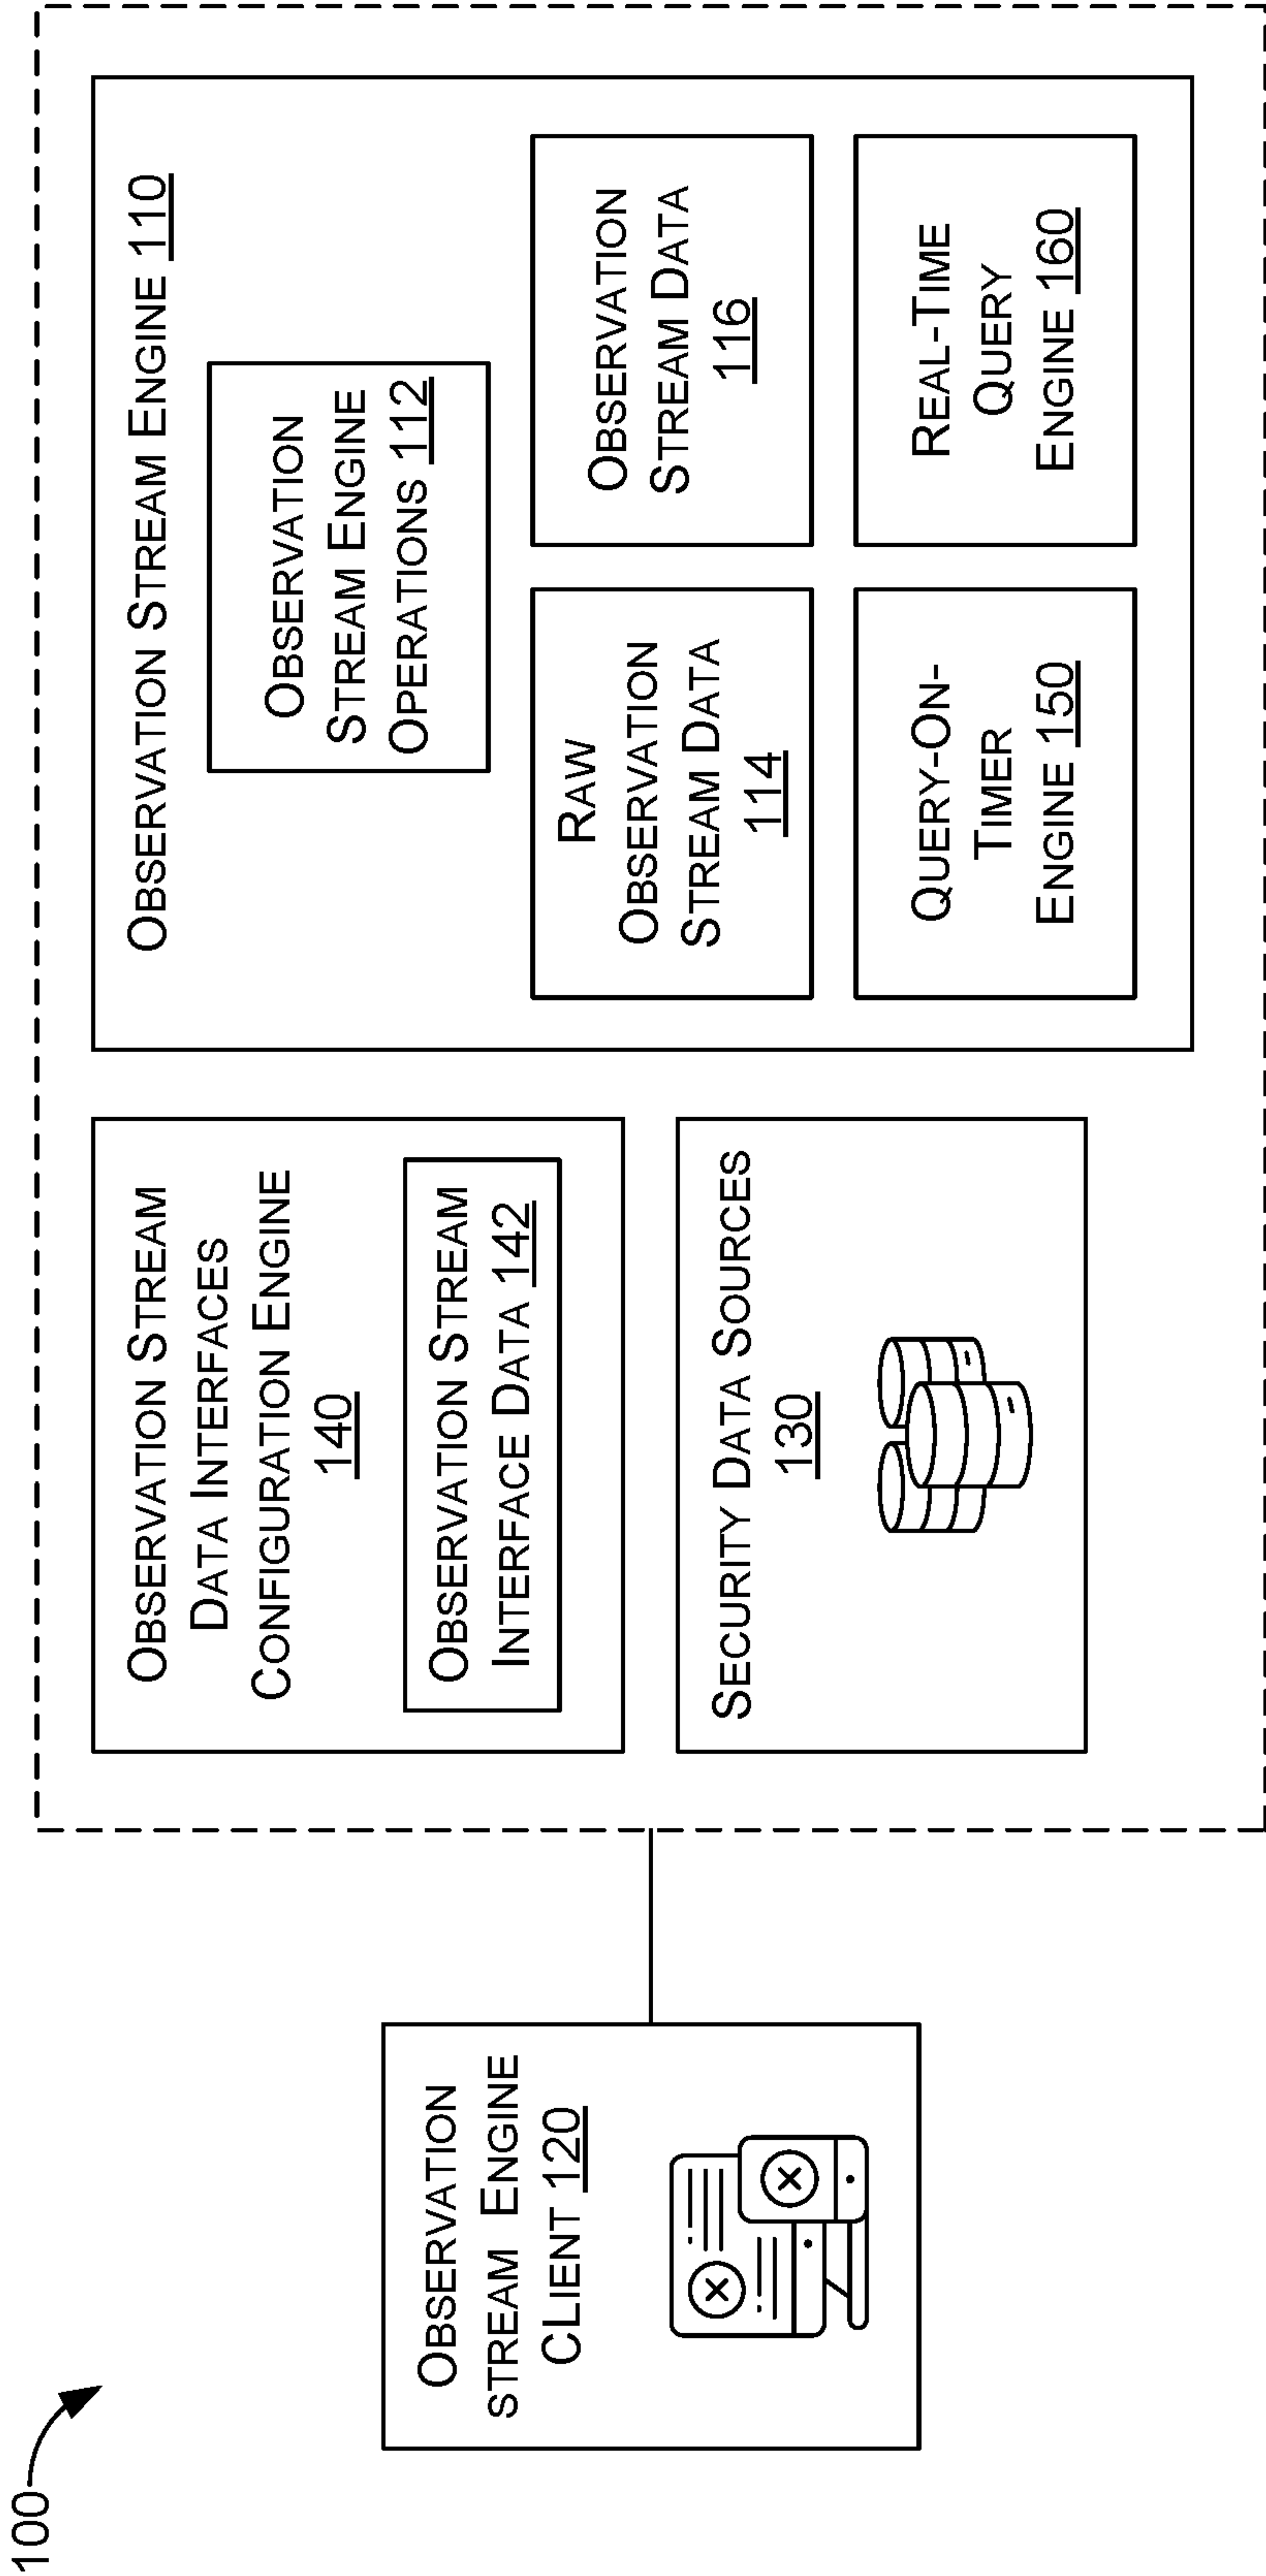 100
OBSERVATION
STREAM ENGINE
CLIENT 120
OBSERVATION STREAM
DATA INTERFACES
CONFIGURATION ENGINE
140
OBSERVATION STREAM
INTERFACE DATA 142
SECURITY DATA SOURCES
130
OBSERVATION STREAM ENGINE 110
OBSERVATION
STREAM ENGINE
OPERATIONS 112
RAW
OBSERVATION
STREAM DATA
114
OBSERVATION
STREAM DATA
116
QUERY-ON-
TIMER
ENGINE 150
REAL-TIME
QUERY
ENGINE 160